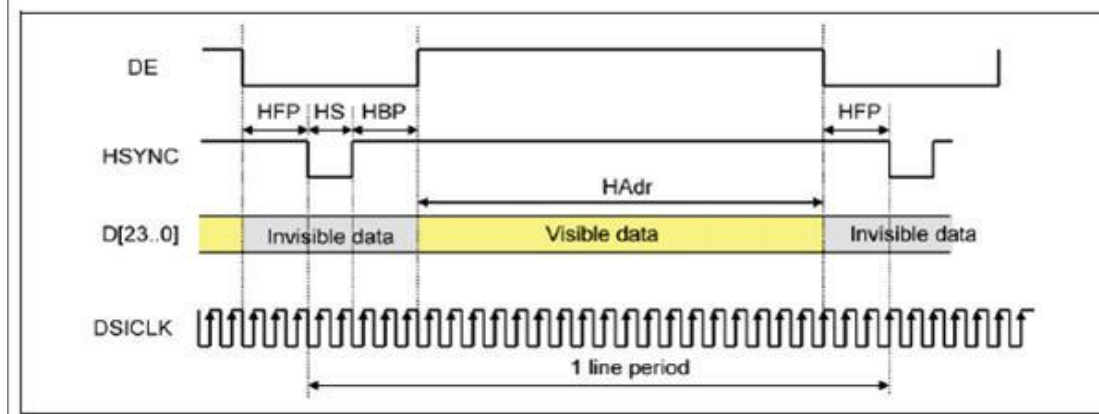 DE
HFP HS HBP HFP
HSYNC
HAdr
D[23..0] Invisible data Visible data Invisible data
DSICLK
1 line period